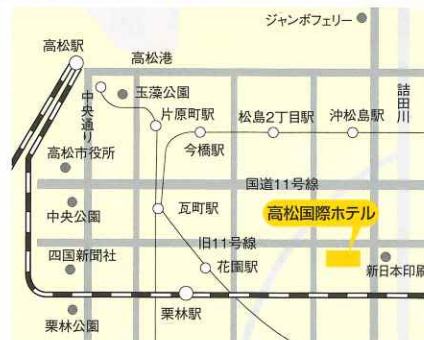 ジャンボフェリー
高松駅
高松港
玉藻公園
中央通り
片原町駅
松島2丁目駅
沖松島駅
詰田川
今橋駅
高松市役所
国道11号線
中央公園
瓦町駅
高松国際ホテル
旧11号線
四国新聞社
花園駅
新日本印刷
栗林駅
栗林公園